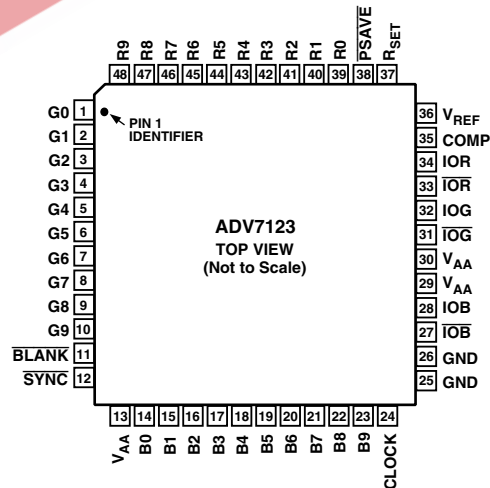 R9 R8 R7 R6 R5 R4 R3 R2 R1 R0 PSAVE RSET
48 47 46 45 44 43 42 41 40 39 38 37
G0 1
G1 2
G2 3
G3 4
G4 5
G5 6
G6 7
G7 8
G8 9
G9 10
BLANK 11
SYNC 12
PIN 1
IDENTIFIER
ADV7123
TOP VIEW
(Not to Scale)
36 VREF
35 COMP
34 IOR
33 IOR
32 IOG
31 IOG
30 VAA
29 VAA
28 IOB
27 IOB
26 GND
25 GND
13 14 15 16 17 18 19 20 21 22 23 24
VAA B0 B1 B2 B3 B4 B5 B6 B7 B8 B9 CLOCK